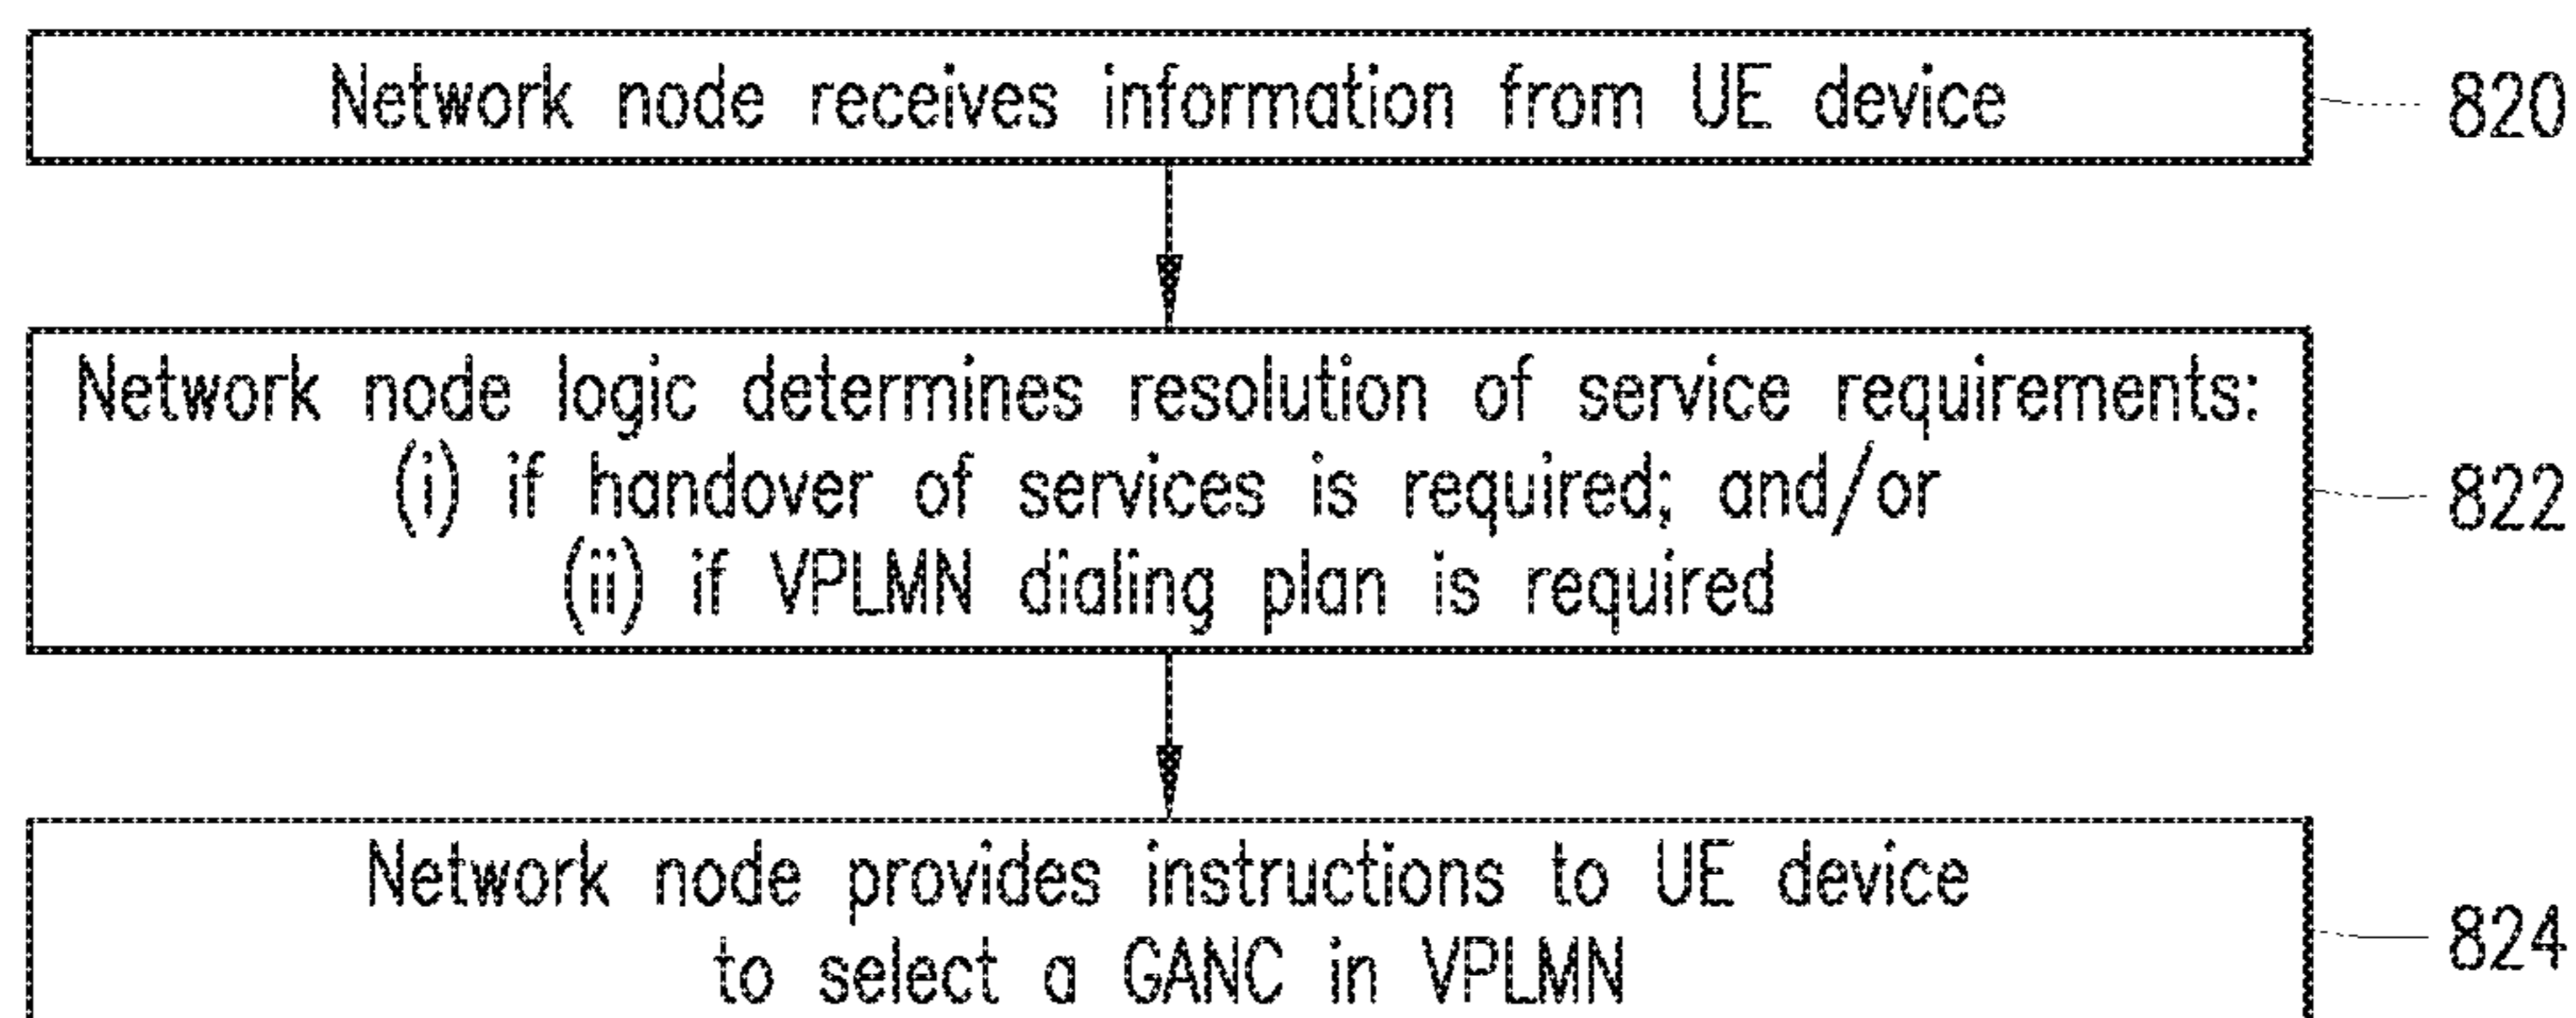 Network node receives information from UE device
820
Network node logic determines resolution of service requirements:
(i) if handover of services is required; and/or
(ii) if VPLMN dialing plan is required
822
Network node provides instructions to UE device
to select a GANC in VPLMN
824